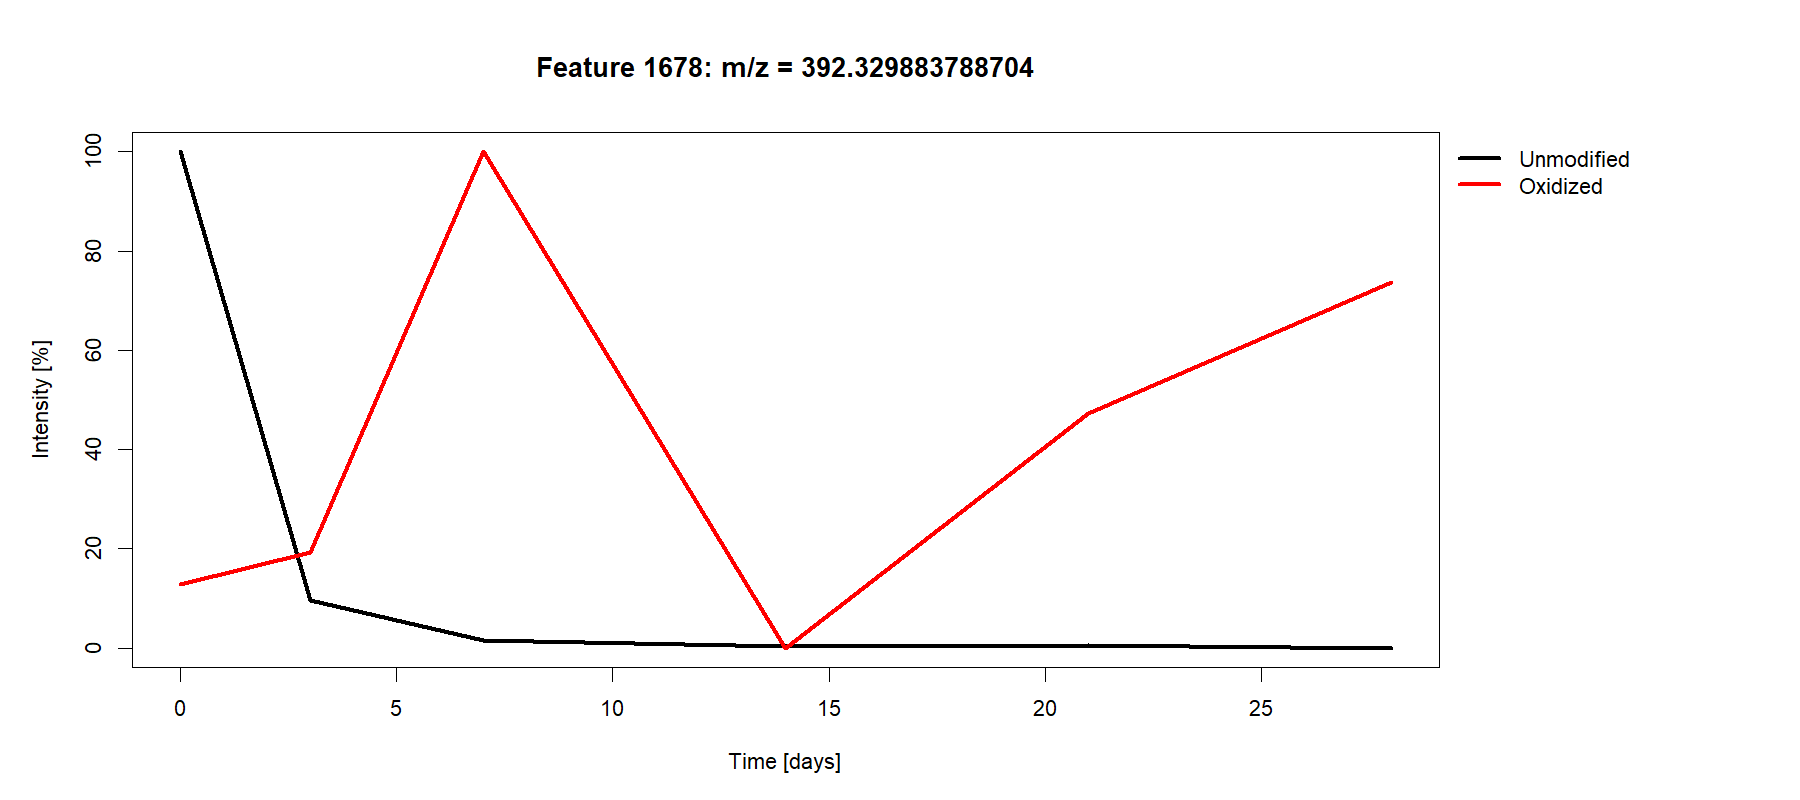 Feature 1678: m/z = 392.329883788704
Unmodified
Oxidized
Intensity [%]
100
80
60
40
20
0
0 5 10 15 20 25
Time [days]